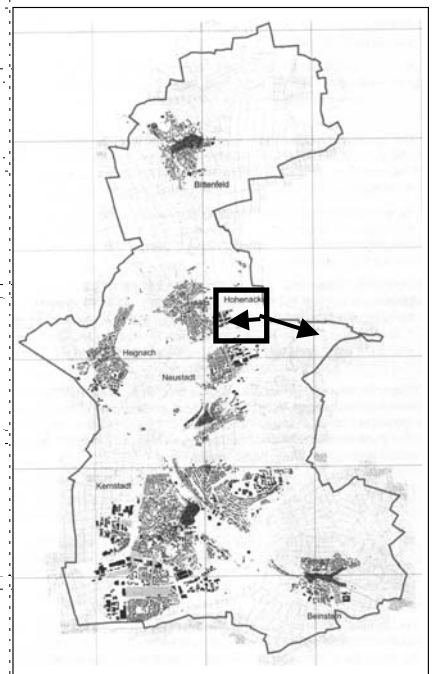 Bittenfeld
Hohenacker
Hegnach
Neustadt
Kernstadt
Beinstein